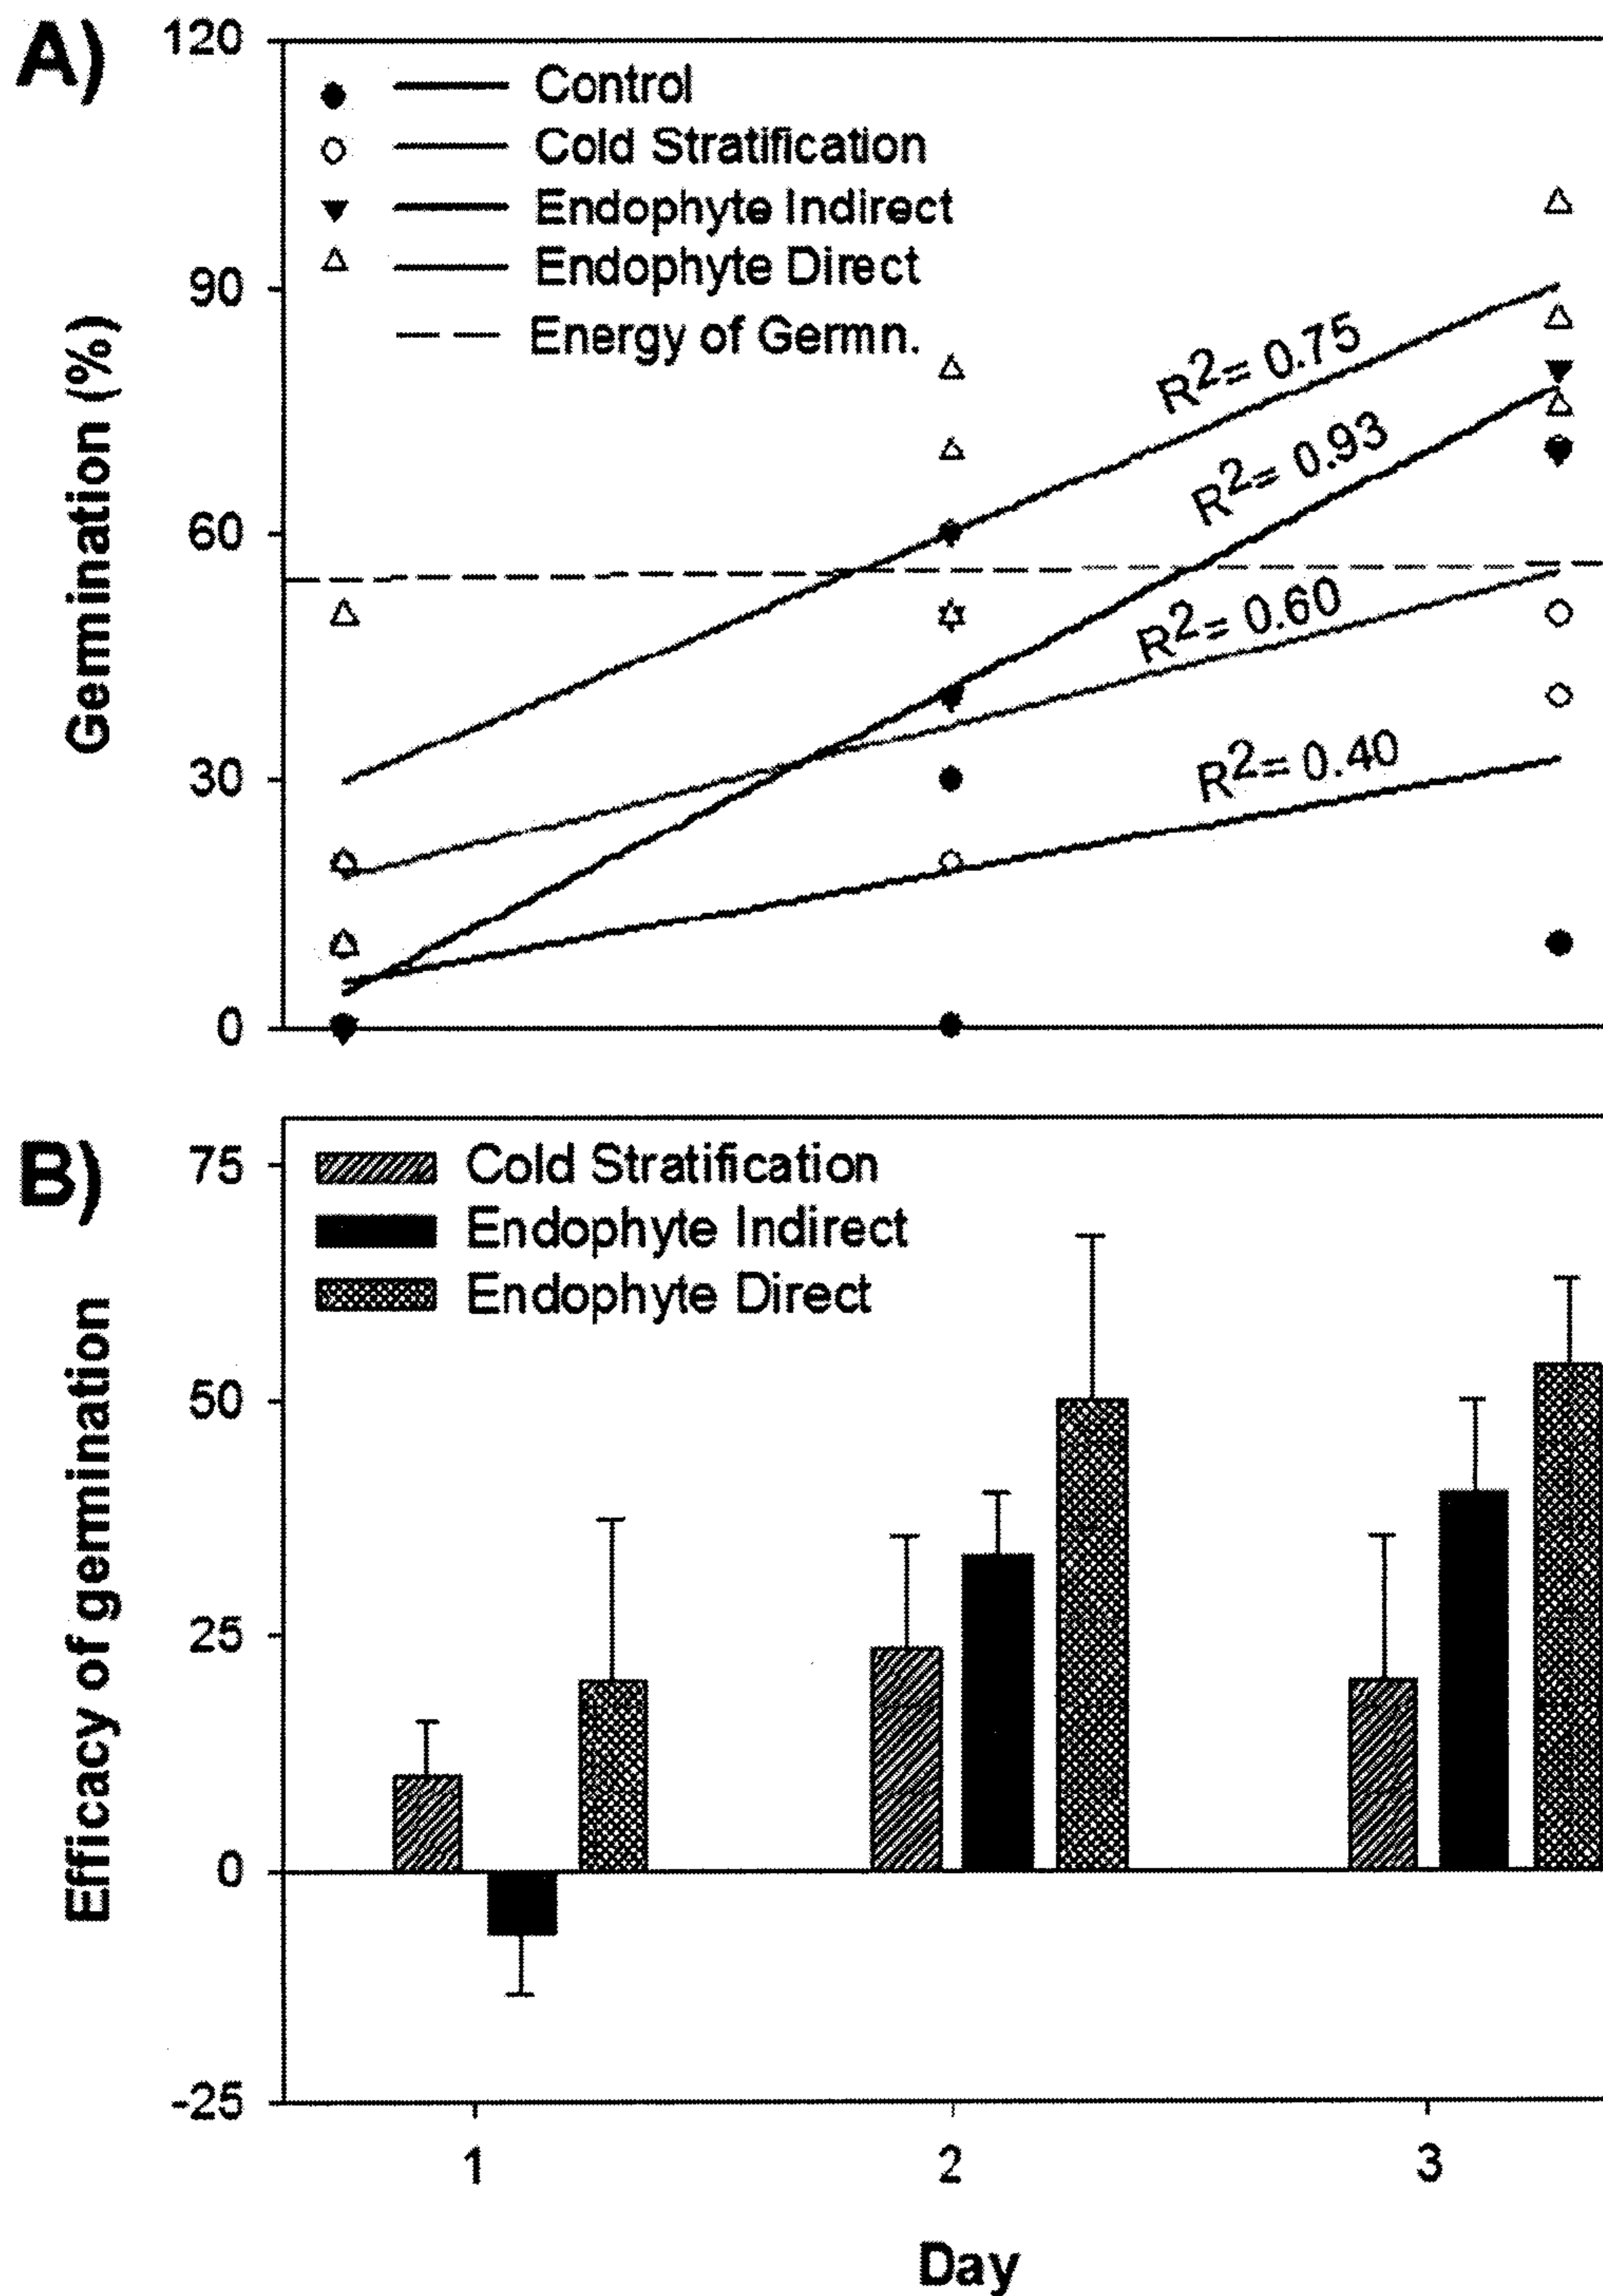 A)
120
90
60
30
0
Germination (%)
Control
Cold Stratification
Endophyte Indirect
Endophyte Direct
Energy of Germn.
R2= 0.75
R2= 0.93
R2= 0.60
R2= 0.40
B)
75
50
25
0
-25
Efficacy of germination
Cold Stratification
Endophyte Indirect
Endophyte Direct
1 2 3
Day